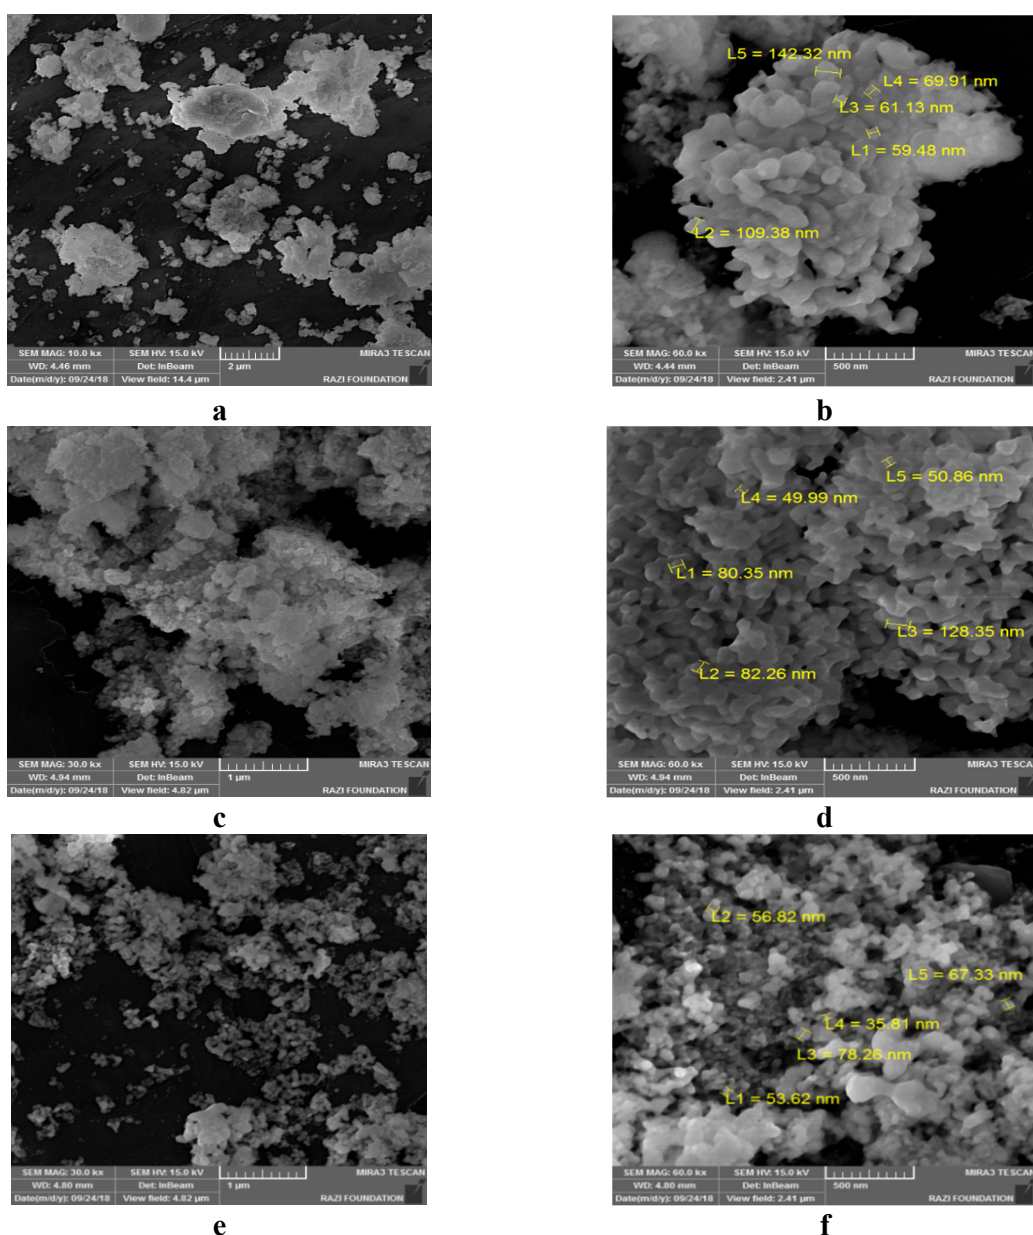 L5 = 142.32 nm
L4 = 69.91 nm
L3 = 61.13 nm
L1 = 59.48 nm
L2 = 109.38 nm
SEM MAG: 10.0 kx SEM HV: 15.0 kV MIRA3 TESCAN
WD: 4.46 mm Det: InBeam 2 µm
Date(m/d/y): 09/24/18 View field: 14.4 µm RAZI FOUNDATION
SEM MAG: 60.0 kx SEM HV: 15.0 kV MIRA3 TESCAN
WD: 4.44 mm Det: InBeam 500 nm
Date(m/d/y): 09/24/18 View field: 2.41 µm RAZI FOUNDATION
a
b
L5 = 50.86 nm
L4 = 49.99 nm
L1 = 80.35 nm
L3 = 128.35 nm
L2 = 82.26 nm
SEM MAG: 30.0 kx SEM HV: 15.0 kV MIRA3 TESCAN
WD: 4.94 mm Det: InBeam 1 µm
Date(m/d/y): 09/24/18 View field: 4.82 µm RAZI FOUNDATION
SEM MAG: 60.0 kx SEM HV: 15.0 kV MIRA3 TESCAN
WD: 4.94 mm Det: InBeam 500 nm
Date(m/d/y): 09/24/18 View field: 2.41 µm RAZI FOUNDATION
c
d
L2 = 56.82 nm
L5 = 67.33 nm
L4 = 35.81 nm
L3 = 78.26 nm
L1 = 53.62 nm
SEM MAG: 30.0 kx SEM HV: 15.0 kV MIRA3 TESCAN
WD: 4.80 mm Det: InBeam 1 µm
Date(m/d/y): 09/24/18 View field: 4.82 µm RAZI FOUNDATION
SEM MAG: 60.0 kx SEM HV: 15.0 kV MIRA3 TESCAN
WD: 4.80 mm Det: InBeam 500 nm
Date(m/d/y): 09/24/18 View field: 2.41 µm RAZI FOUNDATION
e
f